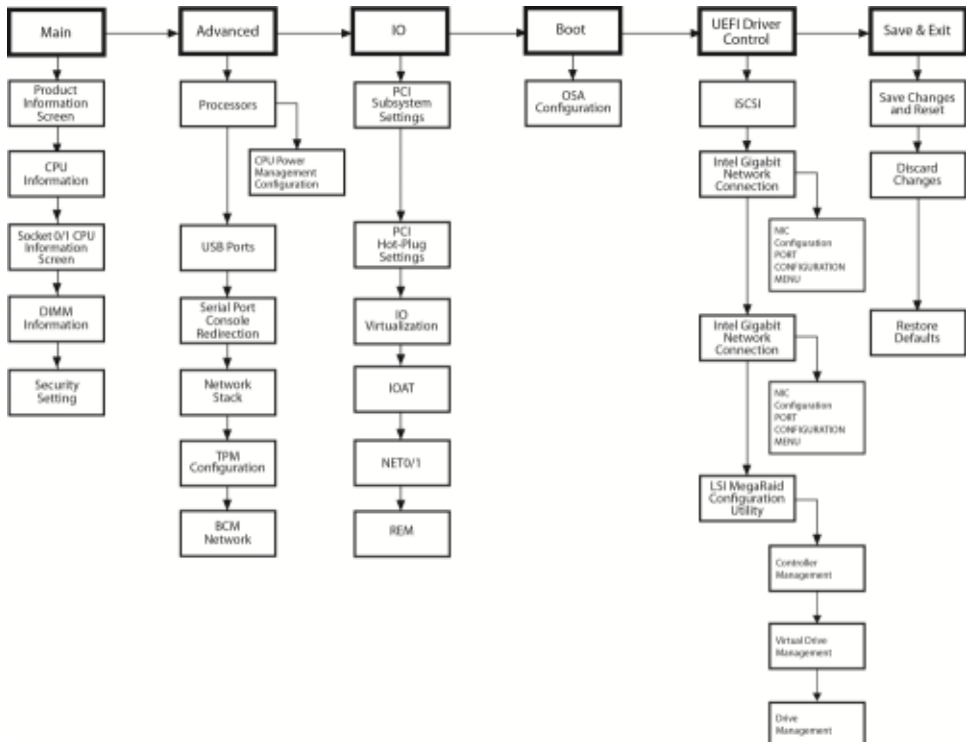 Main
Advanced
IO
Boot
UEFI Driver
Control
Save & Exit
Product
Information
Screen
CPU
Information
Socket 0/1 CPU
Information
Screen
DIMM
Information
Security
Setting
Processors
CPU Power
Management
Configuration
USB Ports
Serial Port
Console
Redirection
Network
Stack
TPM
Configuration
BCM
Network
PCI
Subsystem
Settings
PCI
Hot-Plug
Settings
IO
Virtualization
IOAT
NET0/1
REM
OSA
Configuration
iSCSI
Intel Gigabit
Network
Connection
NIC
Configuration
PORT
CONFIGURATION
MENU
Intel Gigabit
Network
Connection
NIC
Configuration
PORT
CONFIGURATION
MENU
LSI MegaRaid
Configuration
Utility
Controller
Management
Virtual Drive
Management
Drive
Management
Save Changes
and Reset
Discard
Changes
Restore
Defaults